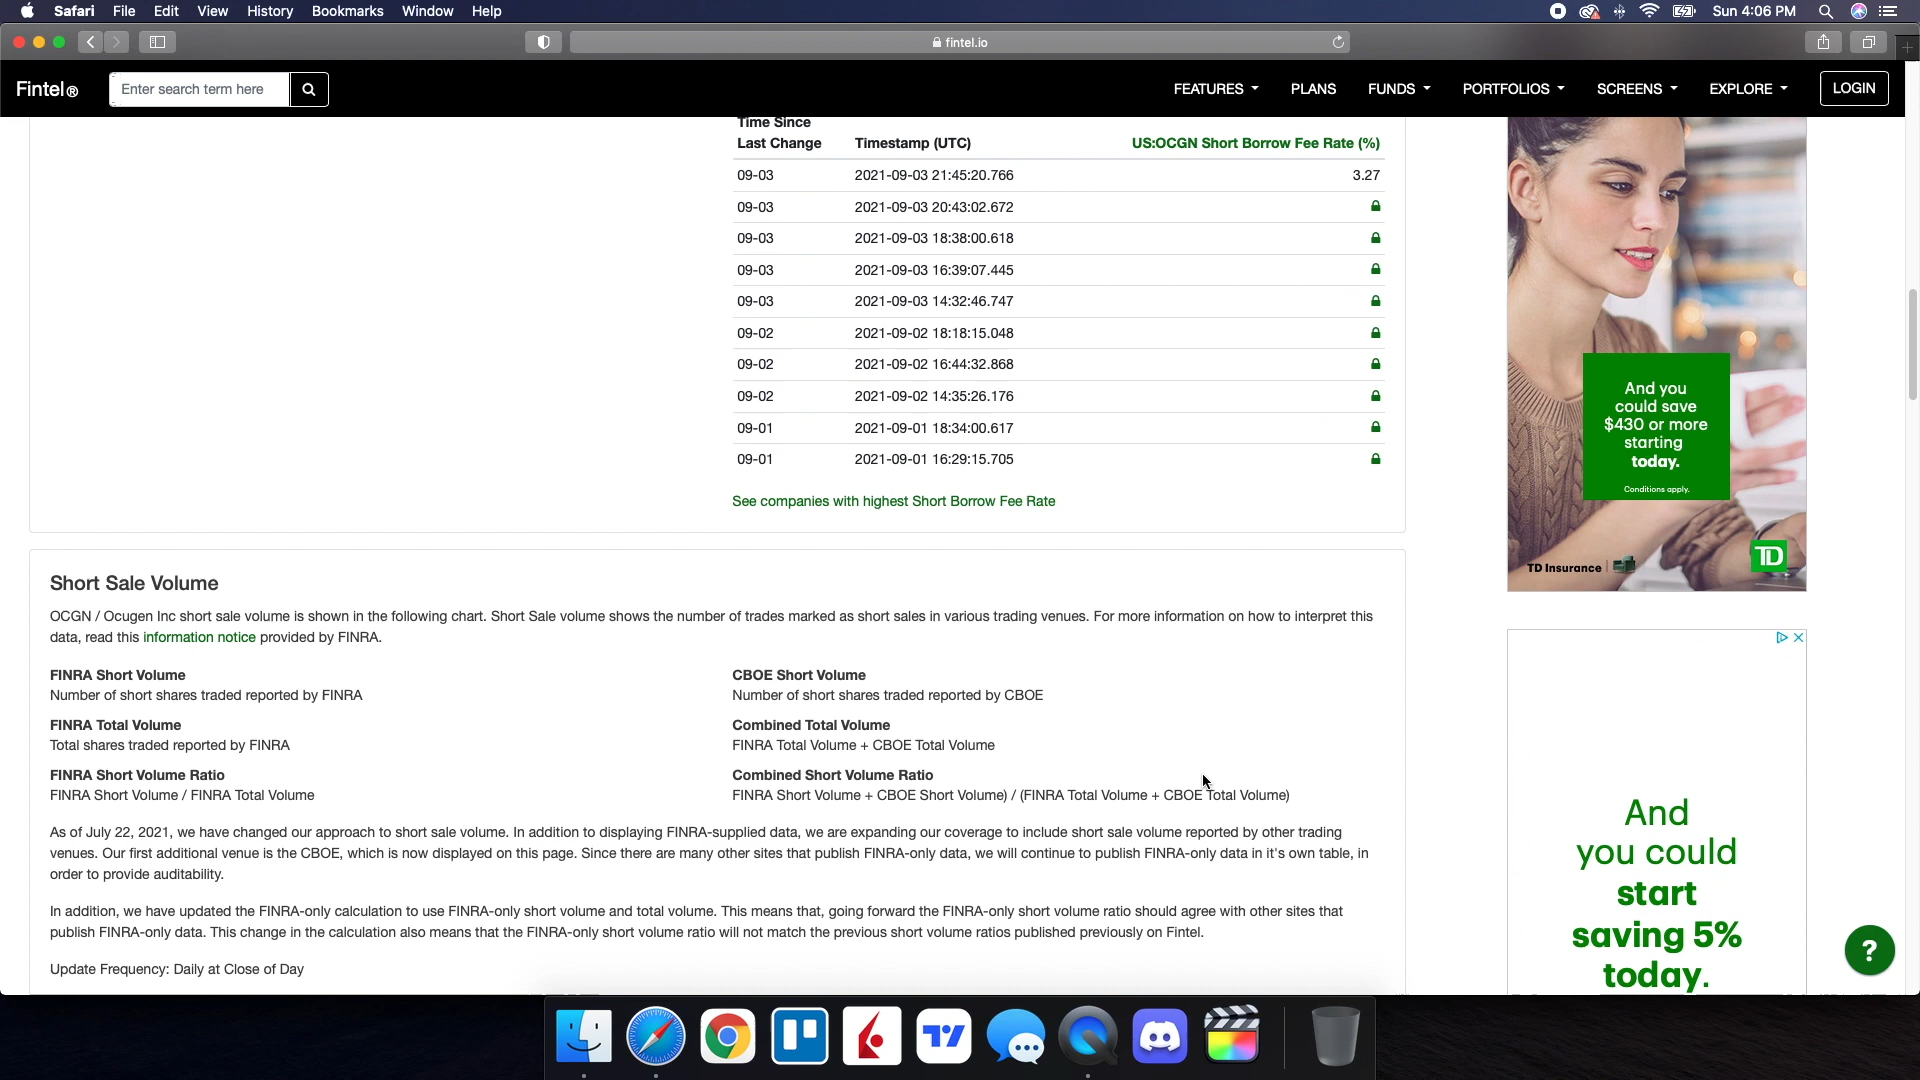 Safari File Edit View History Bookmarks Window Help Sun 4:06 PM
fintel.io
Fintel® Enter search term here FEATURES PLANS FUNDS PORTFOLIOS SCREENS EXPLORE LOGIN
Time Since
Last Change Timestamp (UTC) US:OCGN Short Borrow Fee Rate (%)
09-03 2021-09-03 21:45:20.766 3.27
09-03 2021-09-03 20:43:02.672
09-03 2021-09-03 18:38:00.618
09-03 2021-09-03 16:39:07.445
09-03 2021-09-03 14:32:46.747
09-02 2021-09-02 18:18:15.048
09-02 2021-09-02 16:44:32.868
09-02 2021-09-02 14:35:26.176
09-01 2021-09-01 18:34:00.617
09-01 2021-09-01 16:29:15.705
See companies with highest Short Borrow Fee Rate
Short Sale Volume
OCGN / Ocugen Inc short sale volume is shown in the following chart. Short Sale volume shows the number of trades marked as short sales in various trading venues. For more information on how to interpret this
data, read this information notice provided by FINRA.
FINRA Short Volume
Number of short shares traded reported by FINRA
FINRA Total Volume
Total shares traded reported by FINRA
FINRA Short Volume Ratio
FINRA Short Volume / FINRA Total Volume
CBOE Short Volume
Number of short shares traded reported by CBOE
Combined Total Volume
FINRA Total Volume + CBOE Total Volume
Combined Short Volume Ratio
FINRA Short Volume + CBOE Short Volume) / (FINRA Total Volume + CBOE Total Volume)
As of July 22, 2021, we have changed our approach to short sale volume. In addition to displaying FINRA-supplied data, we are expanding our coverage to include short sale volume reported by other trading
venues. Our first additional venue is the CBOE, which is now displayed on this page. Since there are many other sites that publish FINRA-only data, we will continue to publish FINRA-only data in it's own table, in
order to provide auditability.
In addition, we have updated the FINRA-only calculation to use FINRA-only short volume and total volume. This means that, going forward the FINRA-only short volume ratio should agree with other sites that
publish FINRA-only data. This change in the calculation also means that the FINRA-only short volume ratio will not match the previous short volume ratios published previously on Fintel.
Update Frequency: Daily at Close of Day
And you
could save
$430 or more
starting
today.
Conditions apply.
TD Insurance
TD
And
you could
start
saving 5%
today.
?